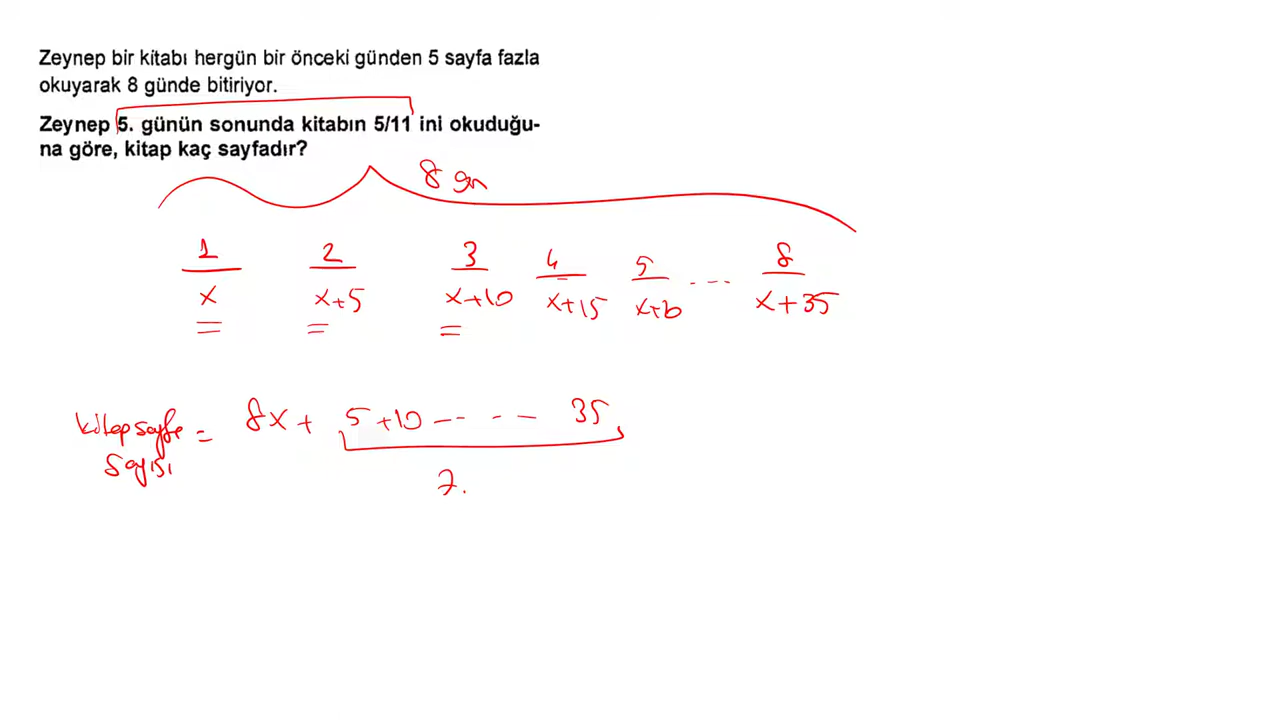 Zeynep bir kitabı hergün bir önceki günden 5 sayfa fazla
okuyarak 8 günde bitiriyor.
Zeynep 5. günün sonunda kitabın 5/11 ini okuduğu-
na göre, kitap kaç sayfadır?
8 gn
1 2 3 4 5 ... 8
x x+5 x+10 x+15 x+20 x+35
kitap sayfa = 8x + 5 +10 -- -- - 35
sayısı
7.